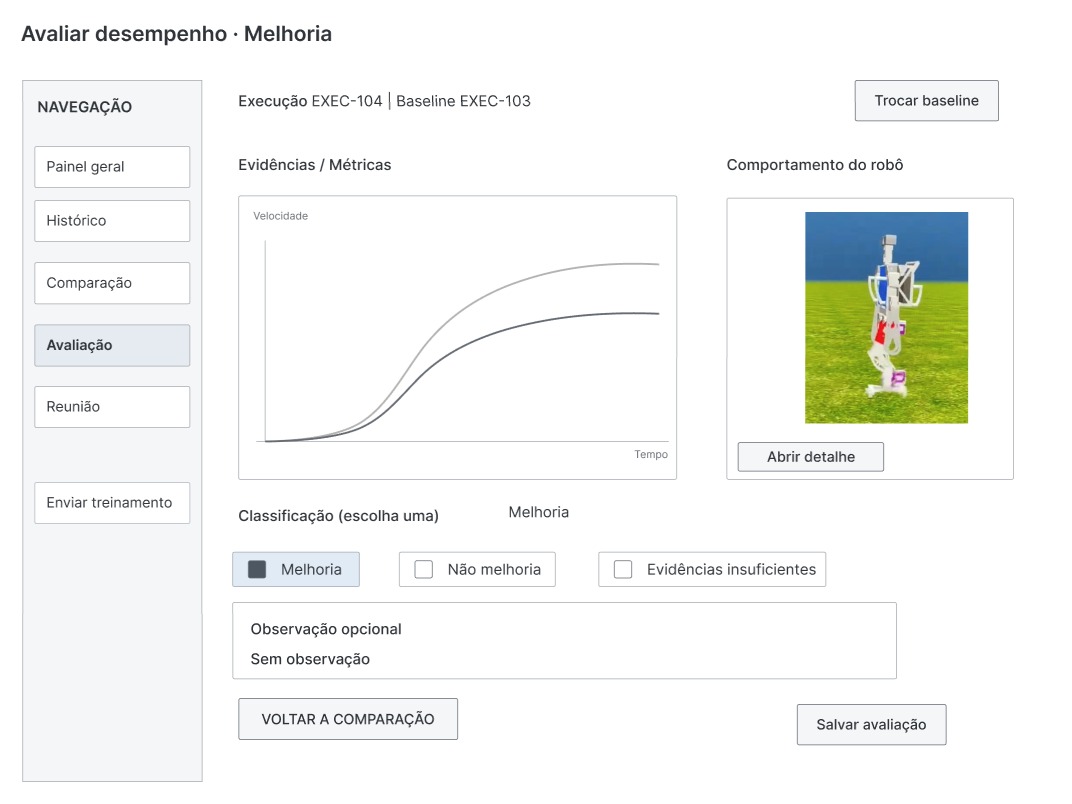 Avaliar desempenho · Melhoria
NAVEGAÇÃO
Painel geral
Histórico
Comparação
Avaliação
Reunião
Enviar treinamento
Execução EXEC-104 | Baseline EXEC-103
Trocar baseline
Evidências / Métricas
Velocidade
Tempo
Comportamento do robô
Abrir detalhe
Classificação (escolha uma)
Melhoria
Melhoria
Não melhoria
Evidências insuficientes
Observação opcional
Sem observação
VOLTAR A COMPARAÇÃO
Salvar avaliação